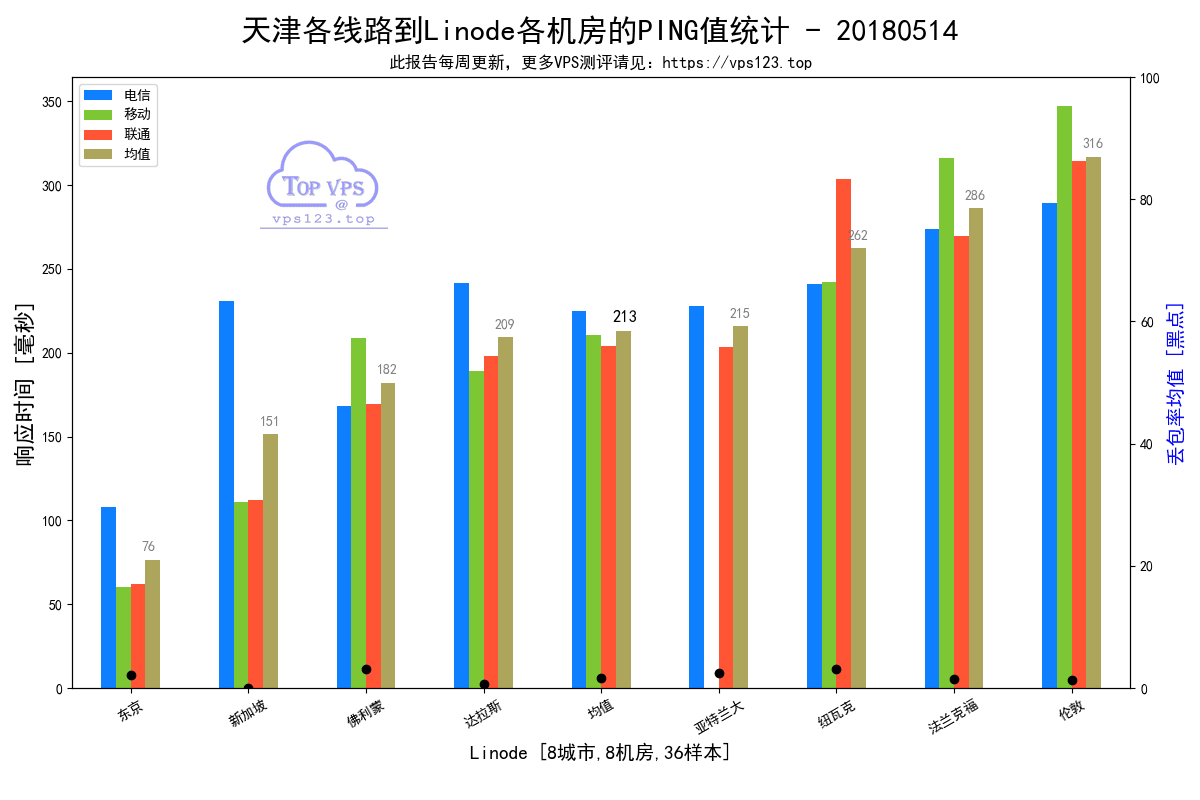 天津各线路到Linode各机房的PING值统计 - 20180514
此报告每周更新，更多VPS测评请见：https://vps123.top
电信
移动
联通
均值
TOP VPS
@
vps123.top
响应时间 [毫秒]
350
300
250
200
150
100
50
0
76
151
182
209
213
215
262
286
316
100
80
60
40
20
0
丢包率均值 [黑点]
东京
新加坡
佛利蒙
达拉斯
均值
亚特兰大
纽瓦克
法兰克福
伦敦
Linode [8城市,8机房,36样本]